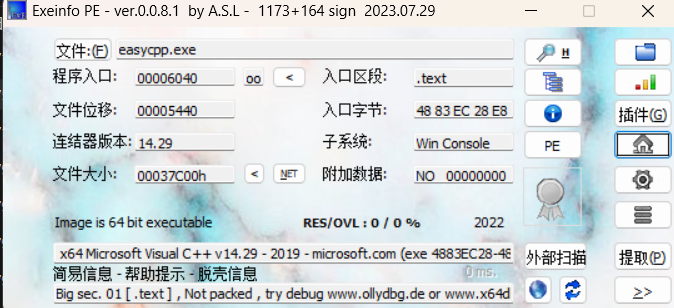 Exeinfo PE - ver.0.0.8.1 by A.S.L - 1173+164 sign 2023.07.29
文件:(F) easycpp.exe H
程序入口: 00006040 oo < 入口区段: .text
文件位移: 00005440 入口字节: 48 83 EC 28 E8 插件(G)
连结器版本: 14.29 子系统: Win Console PE
文件大小: 00037C00h < NET 附加数据: NO 00000000
Image is 64 bit executable RES/OVL : 0 / 0 % 2022
x64 Microsoft Visual C++ v14.29 - 2019 - microsoft.com (exe 4883EC28-48 外部扫描 提取(P)
简易信息 - 帮助提示 - 脱壳信息 0 ms.
Big sec. 01 [ .text ] , Not packed , try debug www.ollydbg.de or www.x64d >>